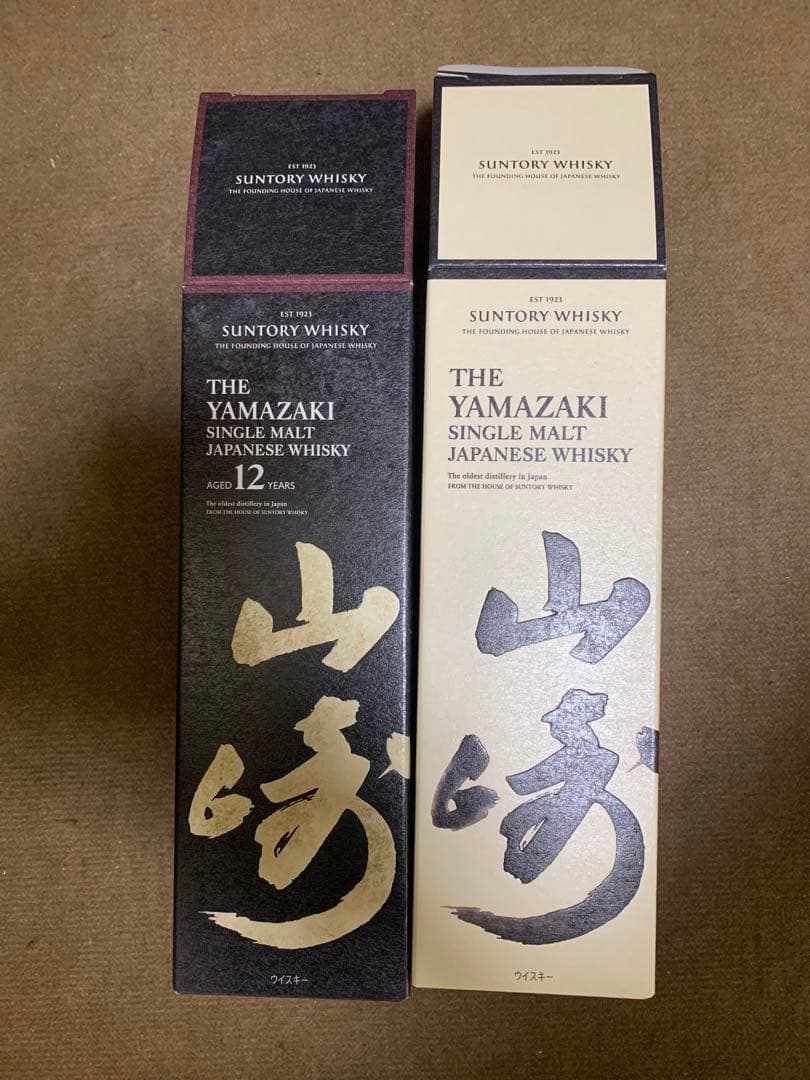 EST 1923
SUNTORY WHISKY
THE FOUNDING HOUSE OF JAPANESE WHISKY
EST 1923
SUNTORY WHISKY
THE FOUNDING HOUSE OF JAPANESE WHISKY
THE
YAMAZAKI
SINGLE MALT
JAPANESE WHISKY
AGED 12 YEARS
The oldest distillery in Japan
FROM THE HOUSE OF SUNTORY WHISKY
山
崎
ウイスキー
EST 1923
SUNTORY WHISKY
THE FOUNDING HOUSE OF JAPANESE WHISKY
EST 1923
SUNTORY WHISKY
THE FOUNDING HOUSE OF JAPANESE WHISKY
THE
YAMAZAKI
SINGLE MALT
JAPANESE WHISKY
The oldest distillery in Japan
FROM THE HOUSE OF SUNTORY WHISKY
山
崎
ウイスキー